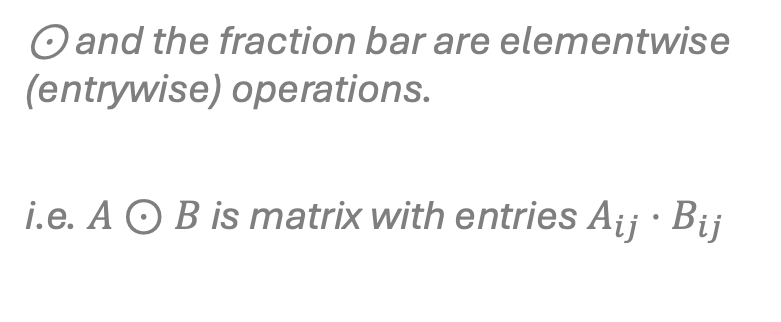 ⊙ and the fraction bar are elementwise
(entrywise) operations.
i.e. A ⊙ B is matrix with entries Aᵢⱼ · Bᵢⱼ